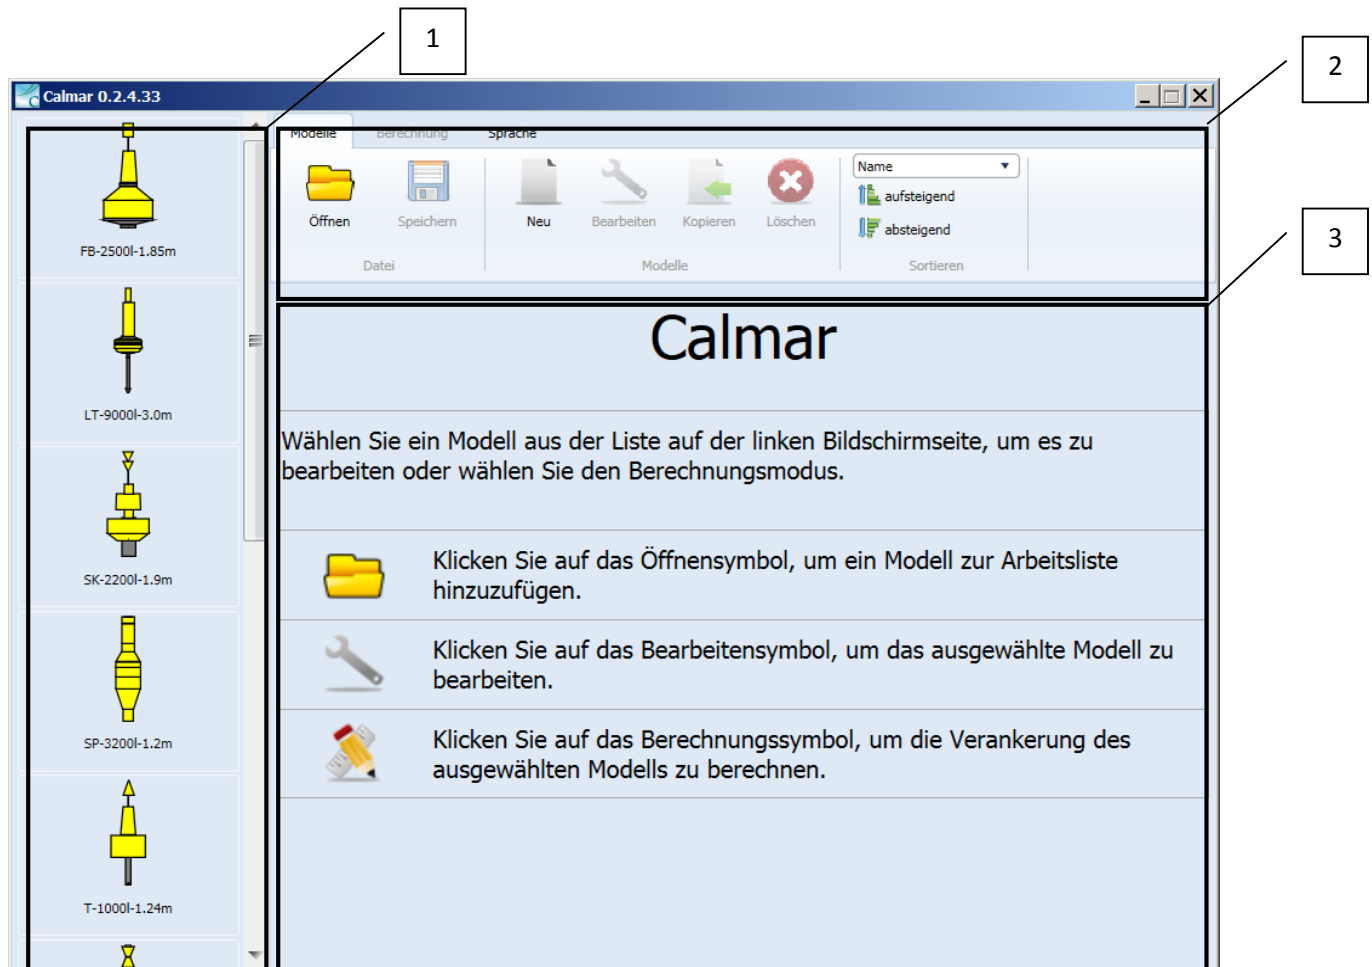 1
2
3
Calmar 0.2.4.33
Modelle Berechnung Sprache
Öffnen Speichern Neu Bearbeiten Kopieren Löschen
Name
aufsteigend
absteigend
Datei Modelle Sortieren
FB-2500l-1.85m
LT-9000l-3.0m
SK-2200l-1.9m
SP-3200l-1.2m
T-1000l-1.24m
Calmar
Wählen Sie ein Modell aus der Liste auf der linken Bildschirmseite, um es zu
bearbeiten oder wählen Sie den Berechnungsmodus.
Klicken Sie auf das Öffnensymbol, um ein Modell zur Arbeitsliste
hinzuzufügen.
Klicken Sie auf das Bearbeitensymbol, um das ausgewählte Modell zu
bearbeiten.
Klicken Sie auf das Berechnungssymbol, um die Verankerung des
ausgewählten Modells zu berechnen.